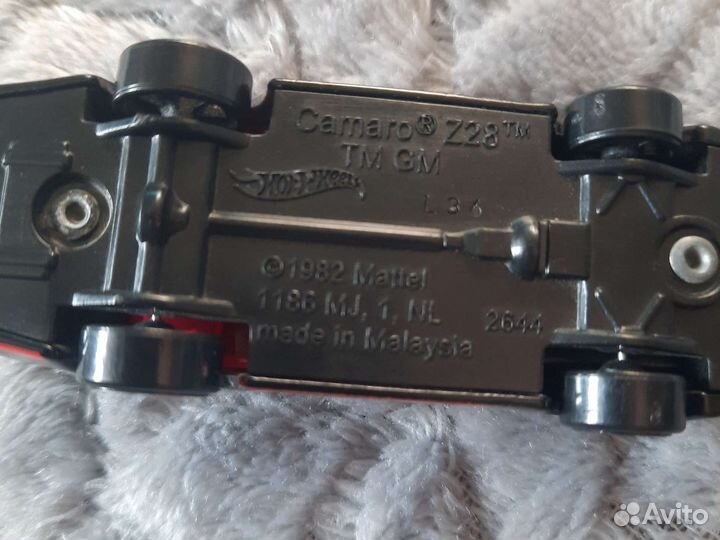 Camaro® Z28™
TM GM
Hot Wheels
L36
©1982 Mattel
1186 MJ, 1, NL
2644
made in Malaysia
Avito